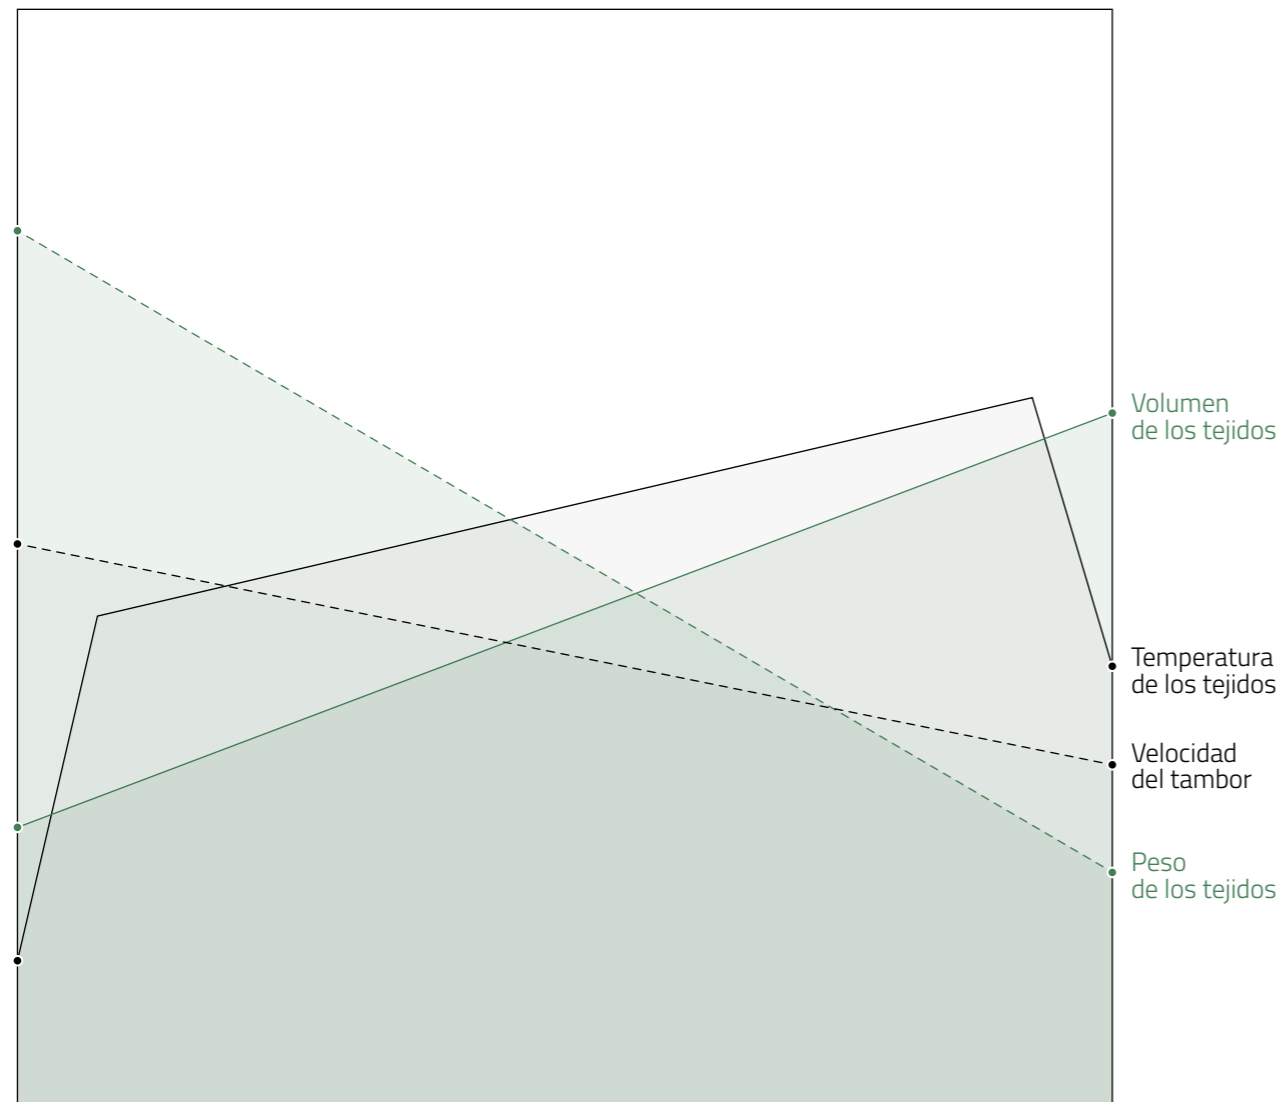 Volumen
de los tejidos
Temperatura
de los tejidos
Velocidad
del tambor
Peso
de los tejidos